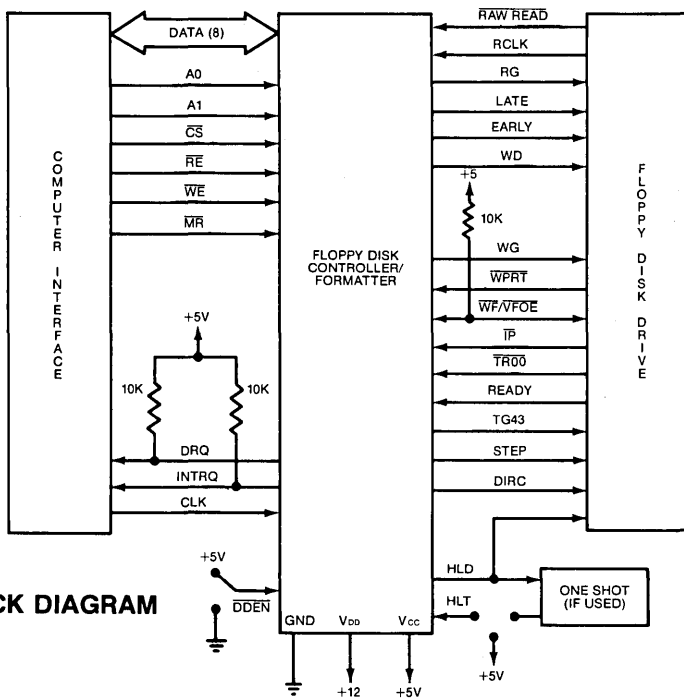 DATA (8)
A0
A1
CS
RE
WE
MR
COMPUTER INTERFACE
+5V
10K
10K
DRQ
INTRQ
CLK
+5V
DDEN
CK DIAGRAM
FLOPPY DISK
CONTROLLER/
FORMATTER
GND
VDD
VCC
+12
+5V
RAW READ
RCLK
RG
LATE
EARLY
WD
+5
10K
WG
WPRT
WF/VFOE
IP
TR00
READY
TG43
STEP
DIRC
HLD
HLT
+5V
ONE SHOT
(IF USED)
FLOPPY DISK DRIVE